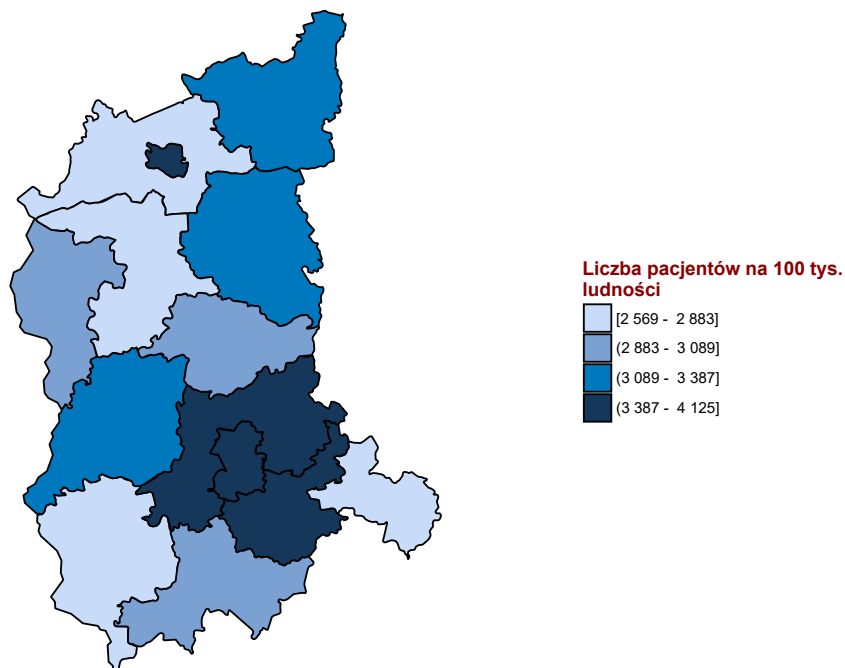 Liczba pacjentów na 100 tys.
ludności
[2 569 - 2 883]
(2 883 - 3 089]
(3 089 - 3 387]
(3 387 - 4 125]